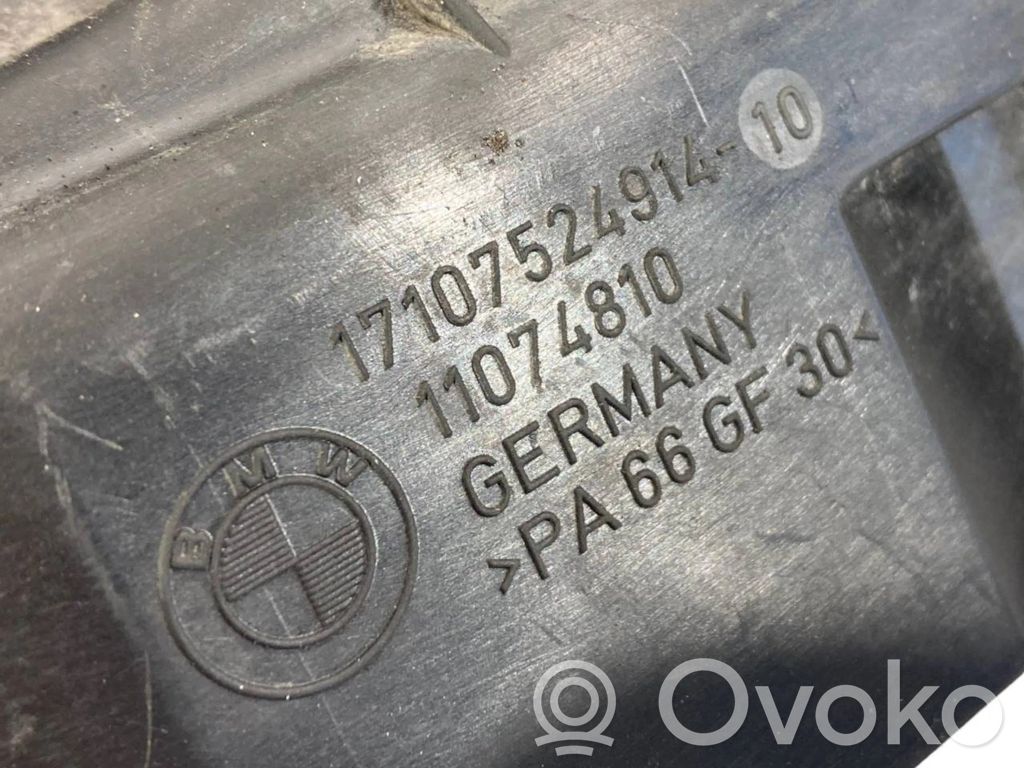 17107524914-10
11074810
GERMANY
>PA 66 GF 30<
BMW
Ovoko